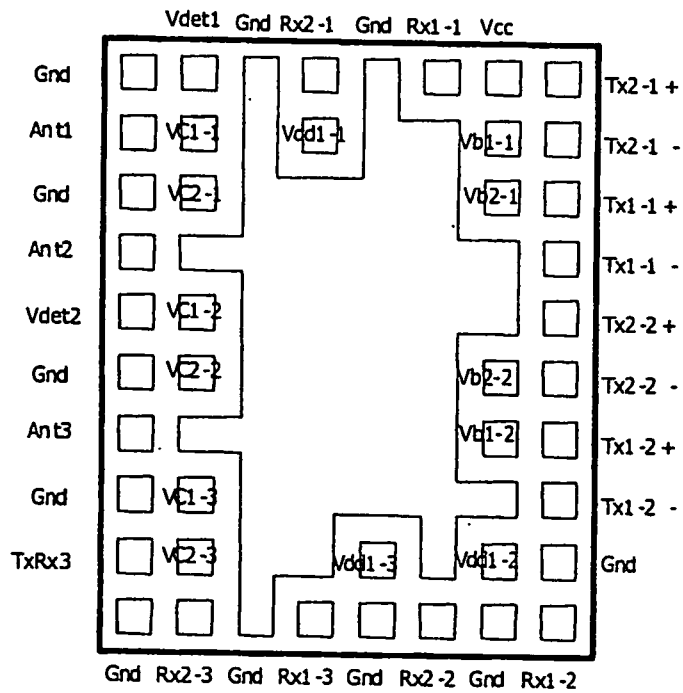 Vdet1 Gnd Rx2-1 Gnd Rx1-1 Vcc
Gnd Tx2-1 +
Ant1 VC1-1 Vdd1-1 Vb1-1 Tx2-1 -
Gnd VC2-1 Vb2-1 Tx1-1 +
Ant2 Tx1-1 -
Vdet2 VC1-2 Tx2-2 +
Gnd VC2-2 Vb2-2 Tx2-2 -
Ant3 Vb1-2 Tx1-2 +
Gnd VC1-3 Tx1-2 -
TxRx3 VC2-3 Vdd1-3 Vdd1-2 Gnd
Gnd Rx2-3 Gnd Rx1-3 Gnd Rx2-2 Gnd Rx1-2